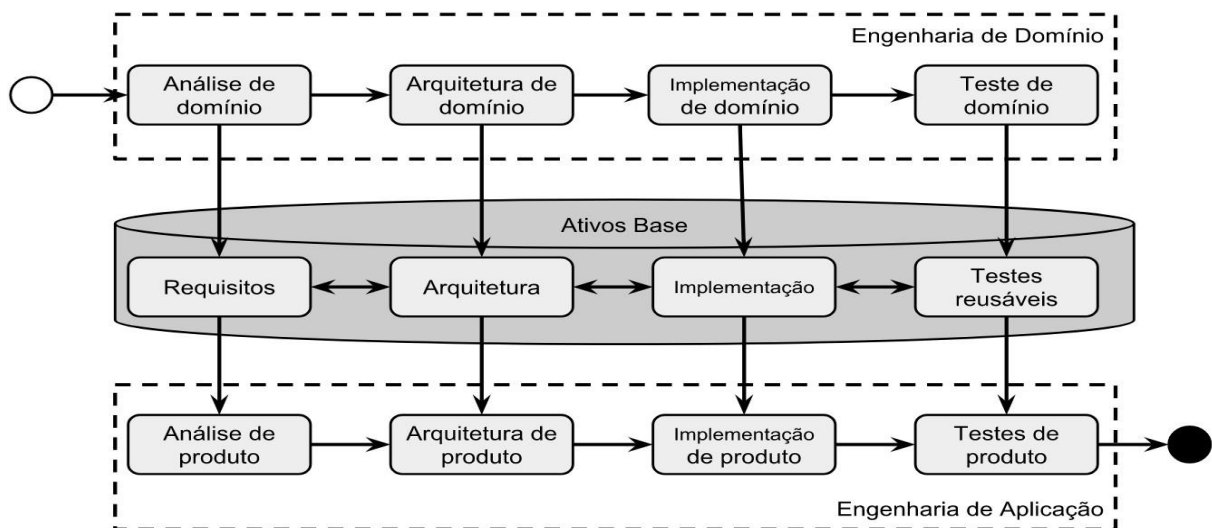 Engenharia de Domínio
Análise de
domínio
Arquitetura de
domínio
Implementação
de domínio
Teste de
domínio
Ativos Base
Requisitos
Arquitetura
Implementação
Testes
reusáveis
Análise de
produto
Arquitetura de
produto
Implementação
de produto
Testes de
produto
Engenharia de Aplicação